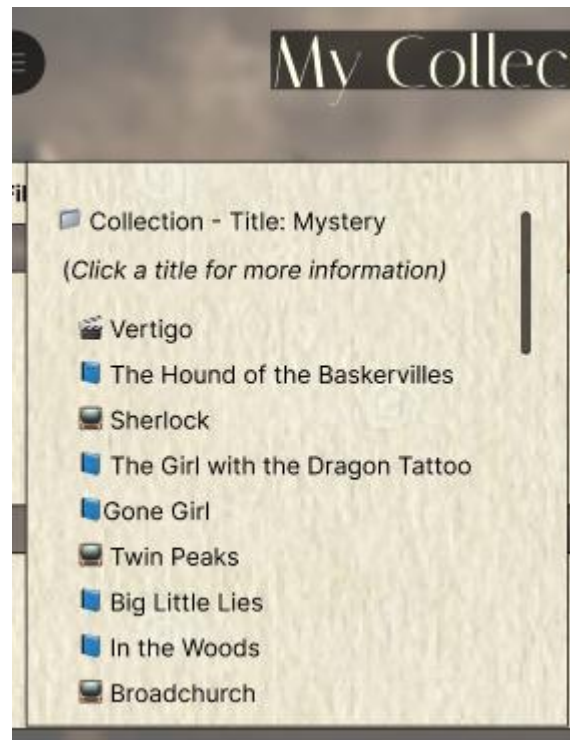 My Collec
Fil
Collection - Title: Mystery
(Click a title for more information)
Vertigo
The Hound of the Baskervilles
Sherlock
The Girl with the Dragon Tattoo
Gone Girl
Twin Peaks
Big Little Lies
In the Woods
Broadchurch